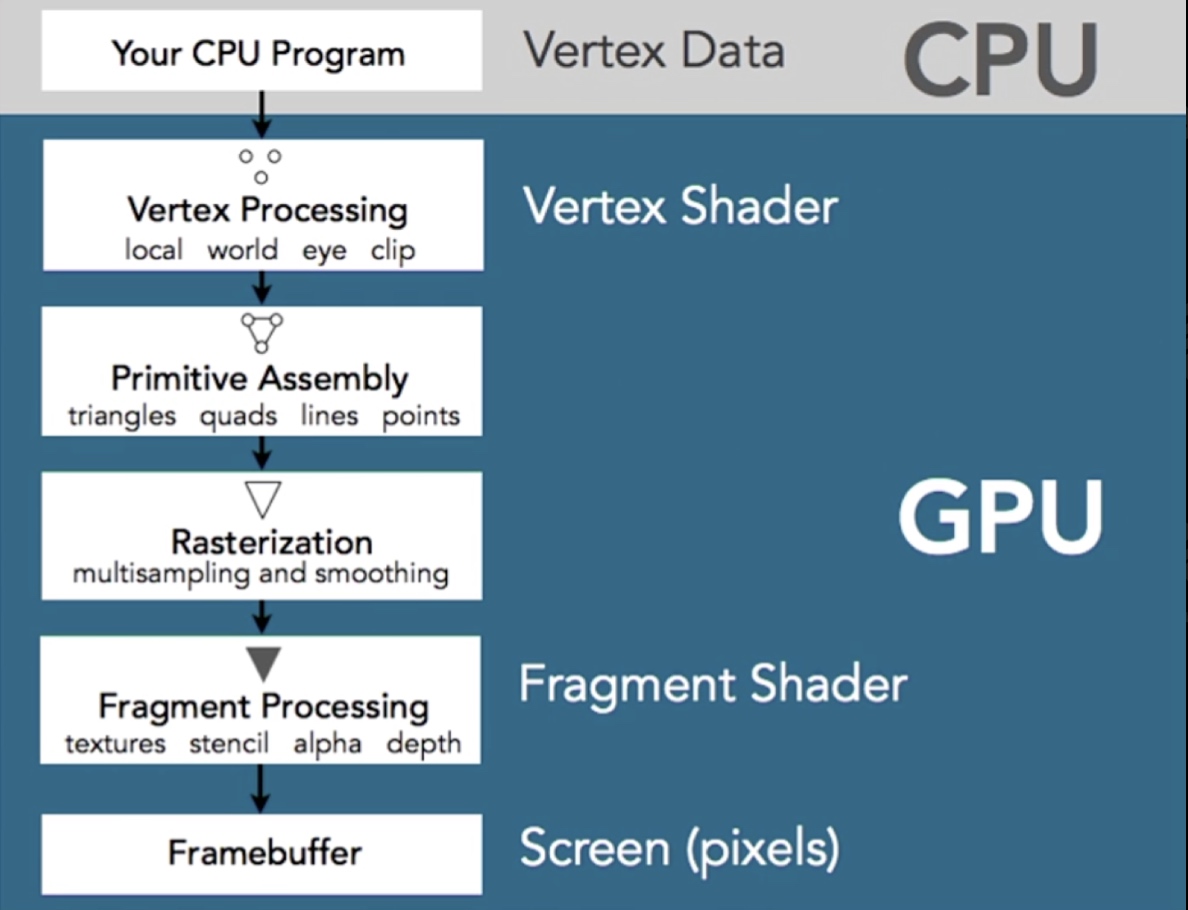 Your CPU Program
Vertex Data
CPU
Vertex Processing
local world eye clip
Vertex Shader
Primitive Assembly
triangles quads lines points
Rasterization
multisampling and smoothing
GPU
Fragment Processing
textures stencil alpha depth
Fragment Shader
Framebuffer
Screen (pixels)